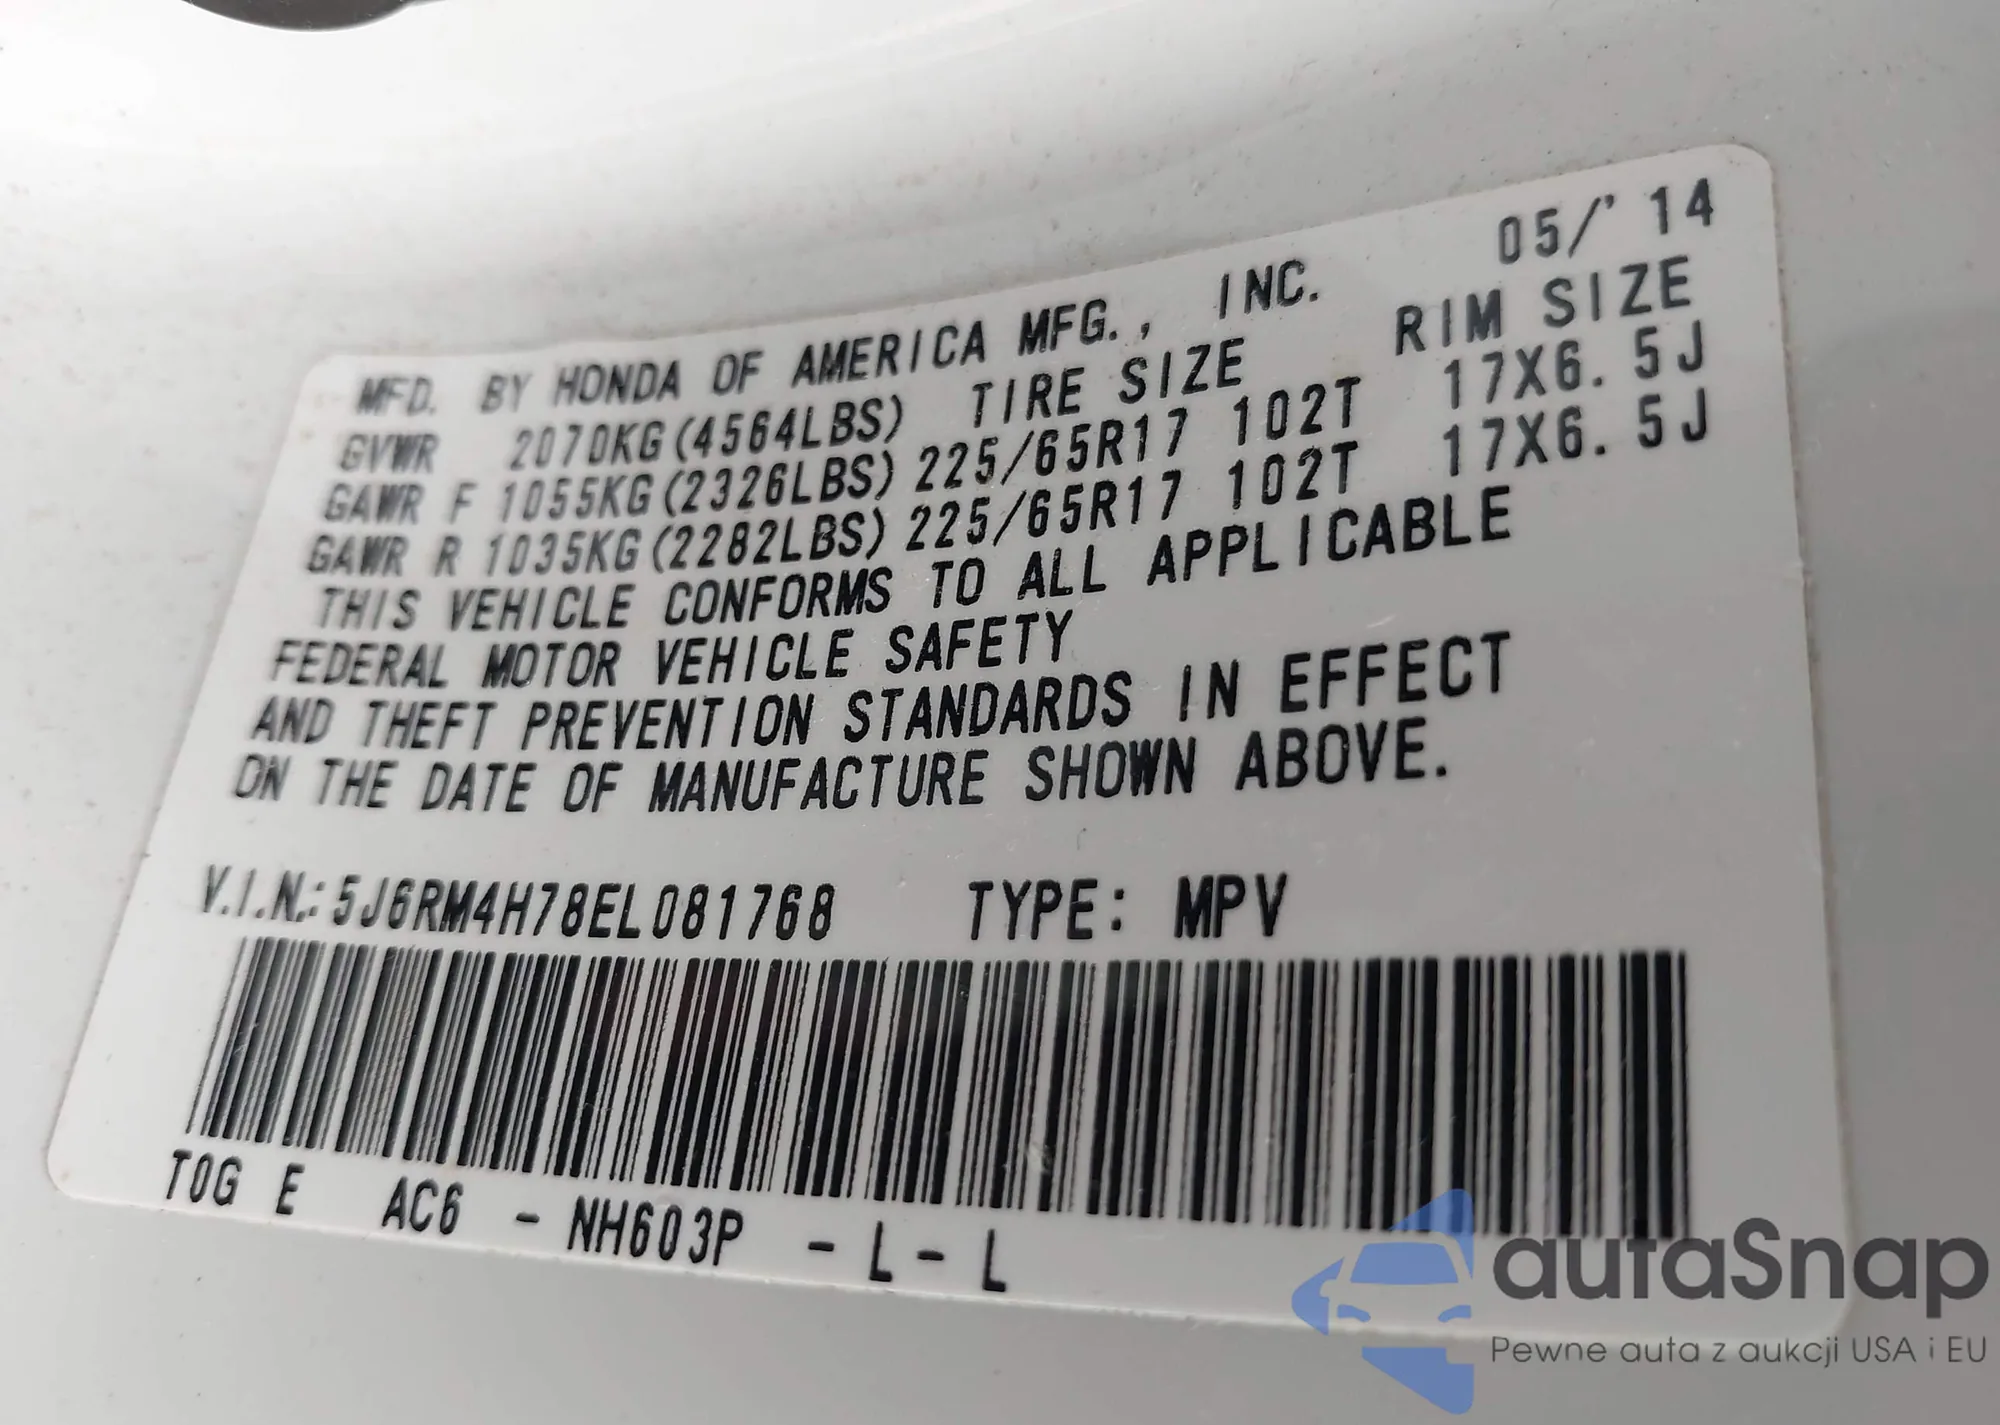 MFD. BY HONDA OF AMERICA MFG., INC. 05/'14
GVWR 2070KG(4564LBS) TIRE SIZE RIM SIZE
GAWR F 1055KG(2326LBS) 225/65R17 102T 17X6.5J
GAWR R 1035KG(2282LBS) 225/65R17 102T 17X6.5J
THIS VEHICLE CONFORMS TO ALL APPLICABLE
FEDERAL MOTOR VEHICLE SAFETY
AND THEFT PREVENTION STANDARDS IN EFFECT
ON THE DATE OF MANUFACTURE SHOWN ABOVE.
V.I.N.: 5J6RM4H78EL081768 TYPE: MPV
T0G E AC6 - NH603P - L - L
autaSnap
Pewne auta z aukcji USA i EU